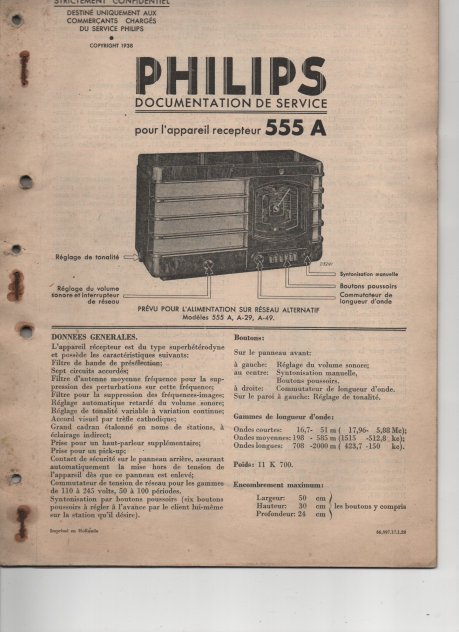 STRICTEMENT CONFIDENTIEL
DESTINÉ UNIQUEMENT AUX
COMMERÇANTS CHARGÉS
DU SERVICE PHILIPS
•
COPYRIGHT 1938
PHILIPS
DOCUMENTATION DE SERVICE
pour l'appareil recepteur 555 A
Réglage de tonalité
Réglage du volume
sonore et interrupteur
de réseau
Syntonisation manuelle
Boutons poussoirs
Commutateur de
longueur d'onde
PRÉVU POUR L'ALIMENTATION SUR RÉSEAU ALTERNATIF
Modèles 555 A, A-29, A-49.
DONNEES GENERALES.
L'appareil récepteur est du type superhétérodyne
et possède les caractéristiques suivants:
Filtre de bande de présélection;
Sept circuits accordés;
Filtre d'antenne moyenne fréquence pour la sup-
pression des perturbations sur cette fréquence;
Filtre pour la suppression des fréquences-images;
Réglage automatique retardé du volume sonore;
Réglage de tonalité variable à variation continue;
Accord visuel par trèfle cathodique;
Grand cadran étalonné en noms de stations, à
éclairage indirect;
Prise pour un haut-parleur supplémentaire;
Prise pour un pick-up;
Contact de sécurité sur le panneau arrière, assurant
automatiquement la mise hors de tension de
l'appareil dès que ce panneau est enlevé;
Commutateur de tension de réseau pour les gammes
de 110 à 245 volts, 50 à 100 périodes.
Syntonisation par boutons poussoirs (six boutons
poussoirs à régler à l'avance par le client lui-même
sur la station qu'il désire).
Imprimé en Hollande
Boutons:
Sur le panneau avant:
à gauche: Réglage du volume sonore;
au centre: Syntonisation manuelle,
Boutons poussoirs.
à droite: Commutateur de longueur d'onde.
Sur le paroi à gauche: Réglage de tonalité.
Gammes de longueur d'onde:
Ondes courtes: 16,7- 51 m ( 17,96- 5,88 Mc);
Ondes moyennes: 198 - 585 m (1515 -512,8 kc);
Ondes longues: 708 -2000 m ( 423,7 -150 kc).
Poids: 11 K 700.
Encombrement maximum:
Largeur: 50 cm
Hauteur: 30 cm } les boutons y compris
Profondeur: 24 cm